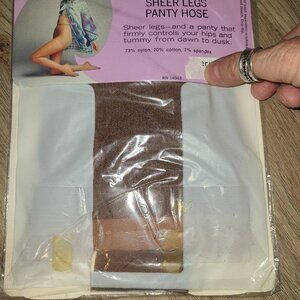 SHEER LEGS
PANTY HOSE
Sheer legs—and a panty that
firmly controls your hips and
tummy from dawn to dusk.
73% nylon, 20% cotton, 7% spandex